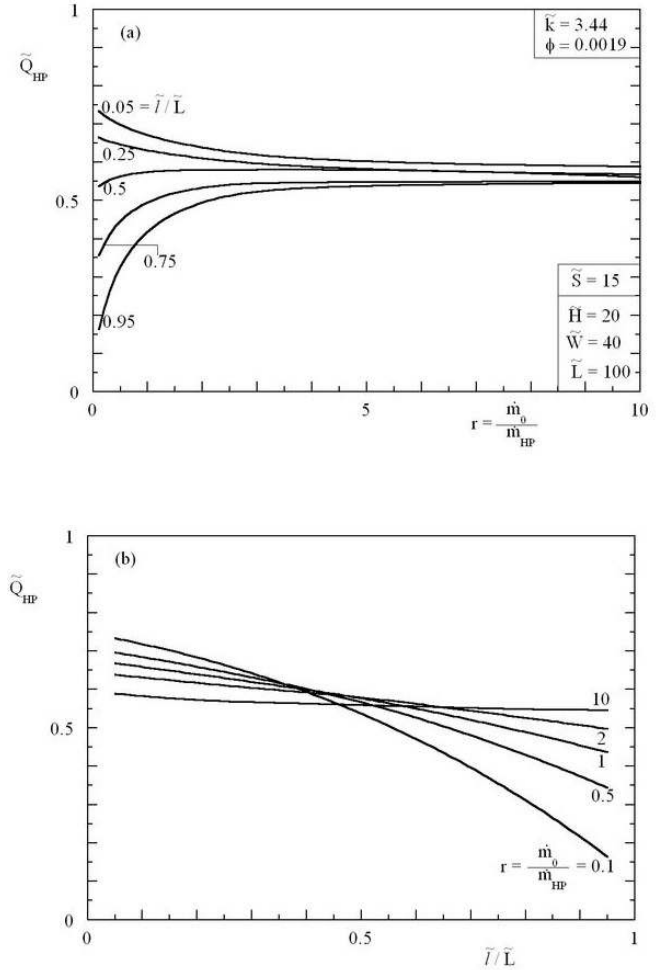 1
(a)
k̃ = 3.44
ϕ = 0.0019
Q̃HP
0.05 = l̃/L̃
0.25
0.5
0.5
0.75
0.95
S̃ = 15
H̃ = 20
W̃ = 40
L̃ = 100
0
0
5
10
r = ṁ0/ṁHP
1
(b)
Q̃HP
0.5
10
2
1
0.5
r = ṁ0/ṁHP = 0.1
0
0
0.5
1
l̃/L̃